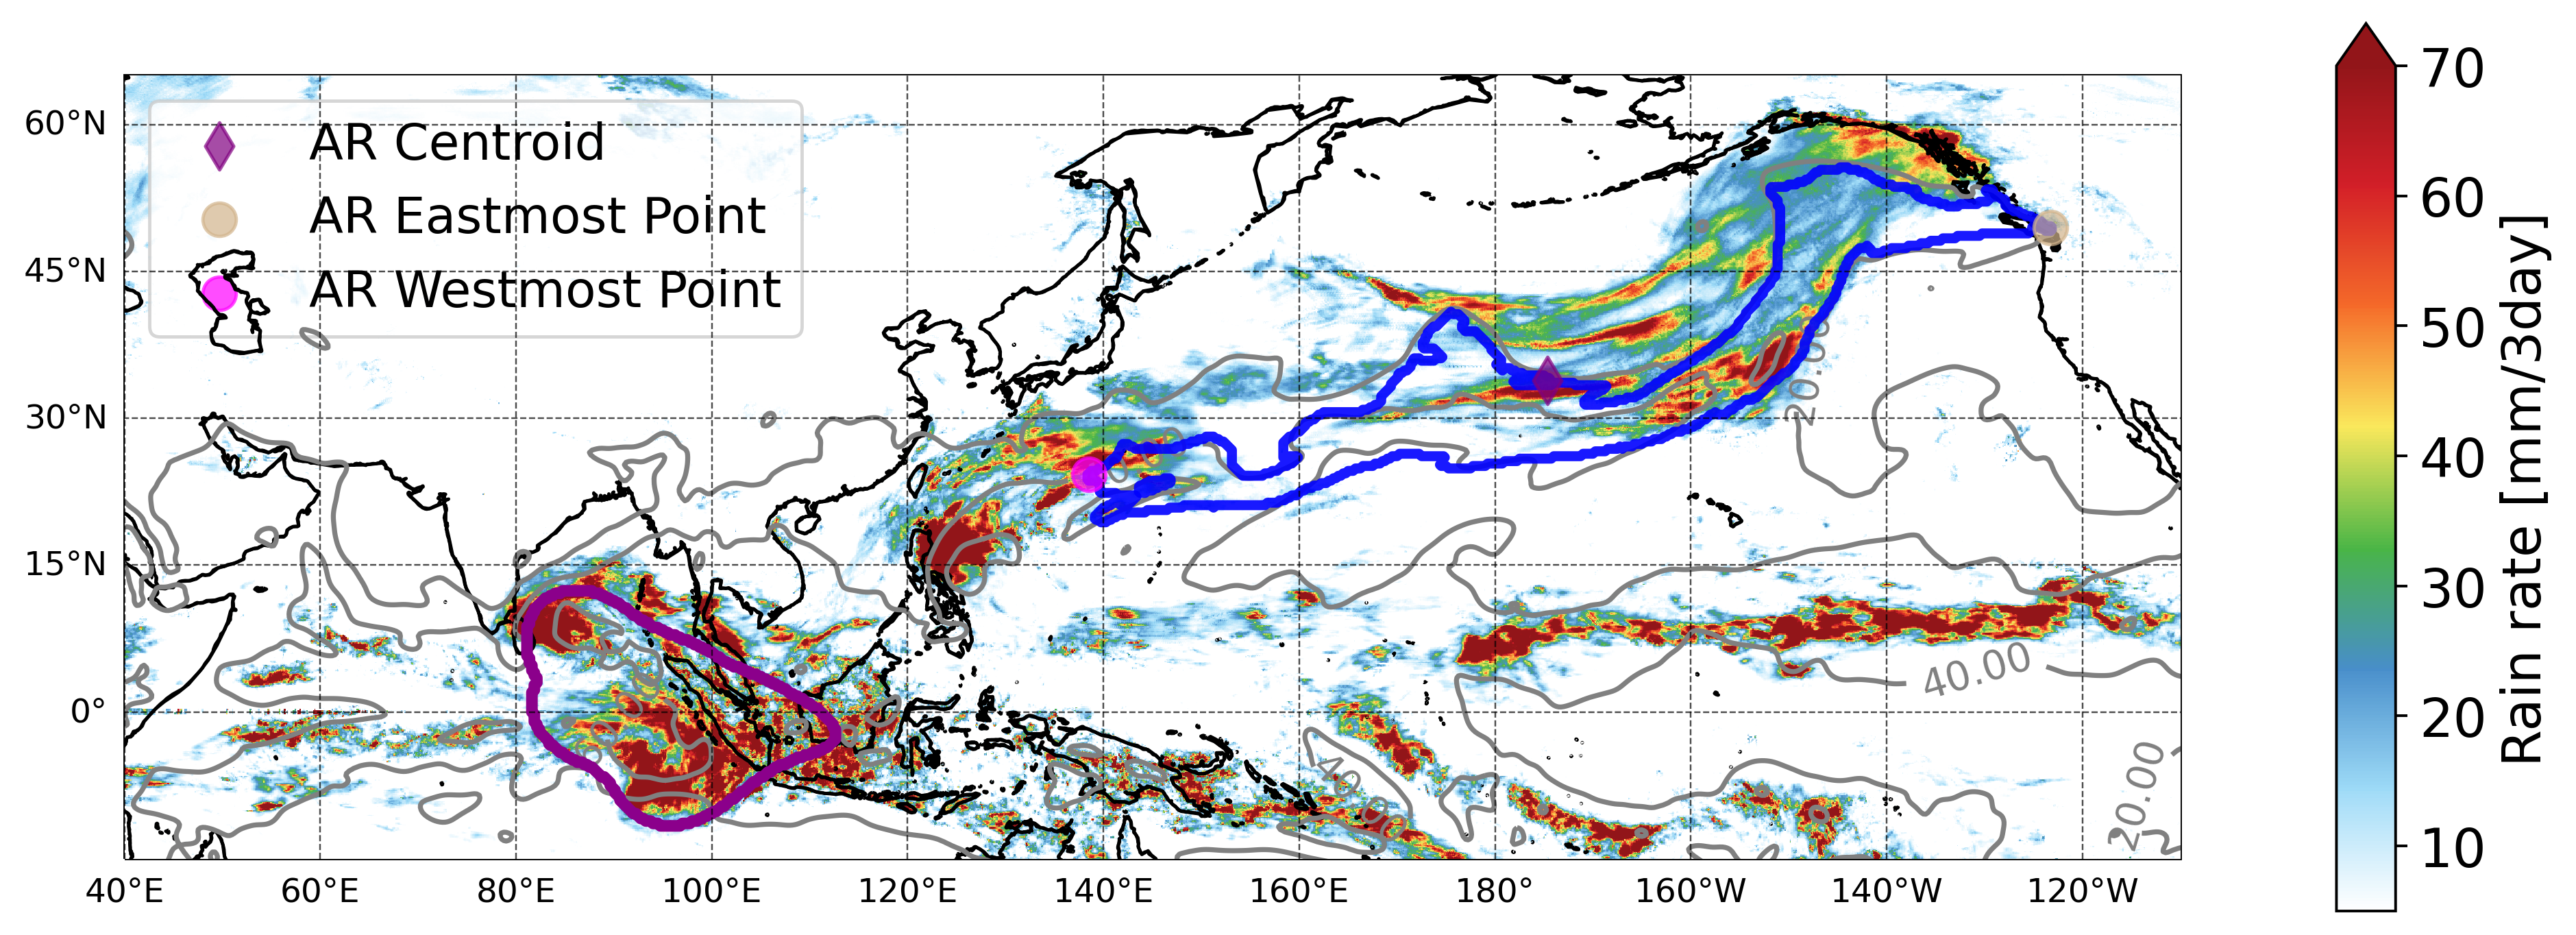 AR Centroid
AR Eastmost Point
AR Westmost Point
60°N
45°N
30°N
15°N
0°
40°E 60°E 80°E 100°E 120°E 140°E 160°E 180° 160°W 140°W 120°W
20.00
40.00
40.00
20.00
70
60
50
40
30
20
10
Rain rate [mm/3day]